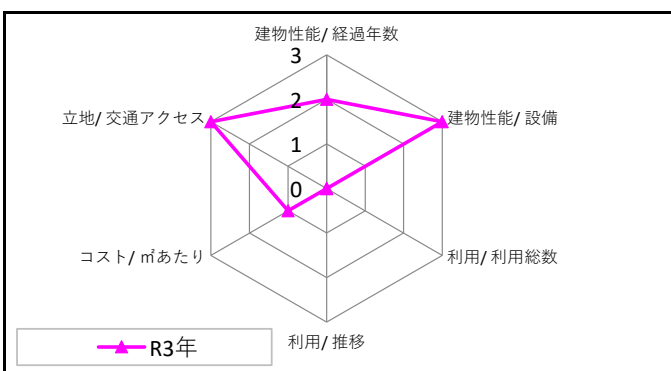 建物性能/ 経過年数
3
立地/ 交通アクセス
2
建物性能/ 設備
1
0
コスト/ ㎡あたり
利用/ 利用総数
利用/ 推移
R3年